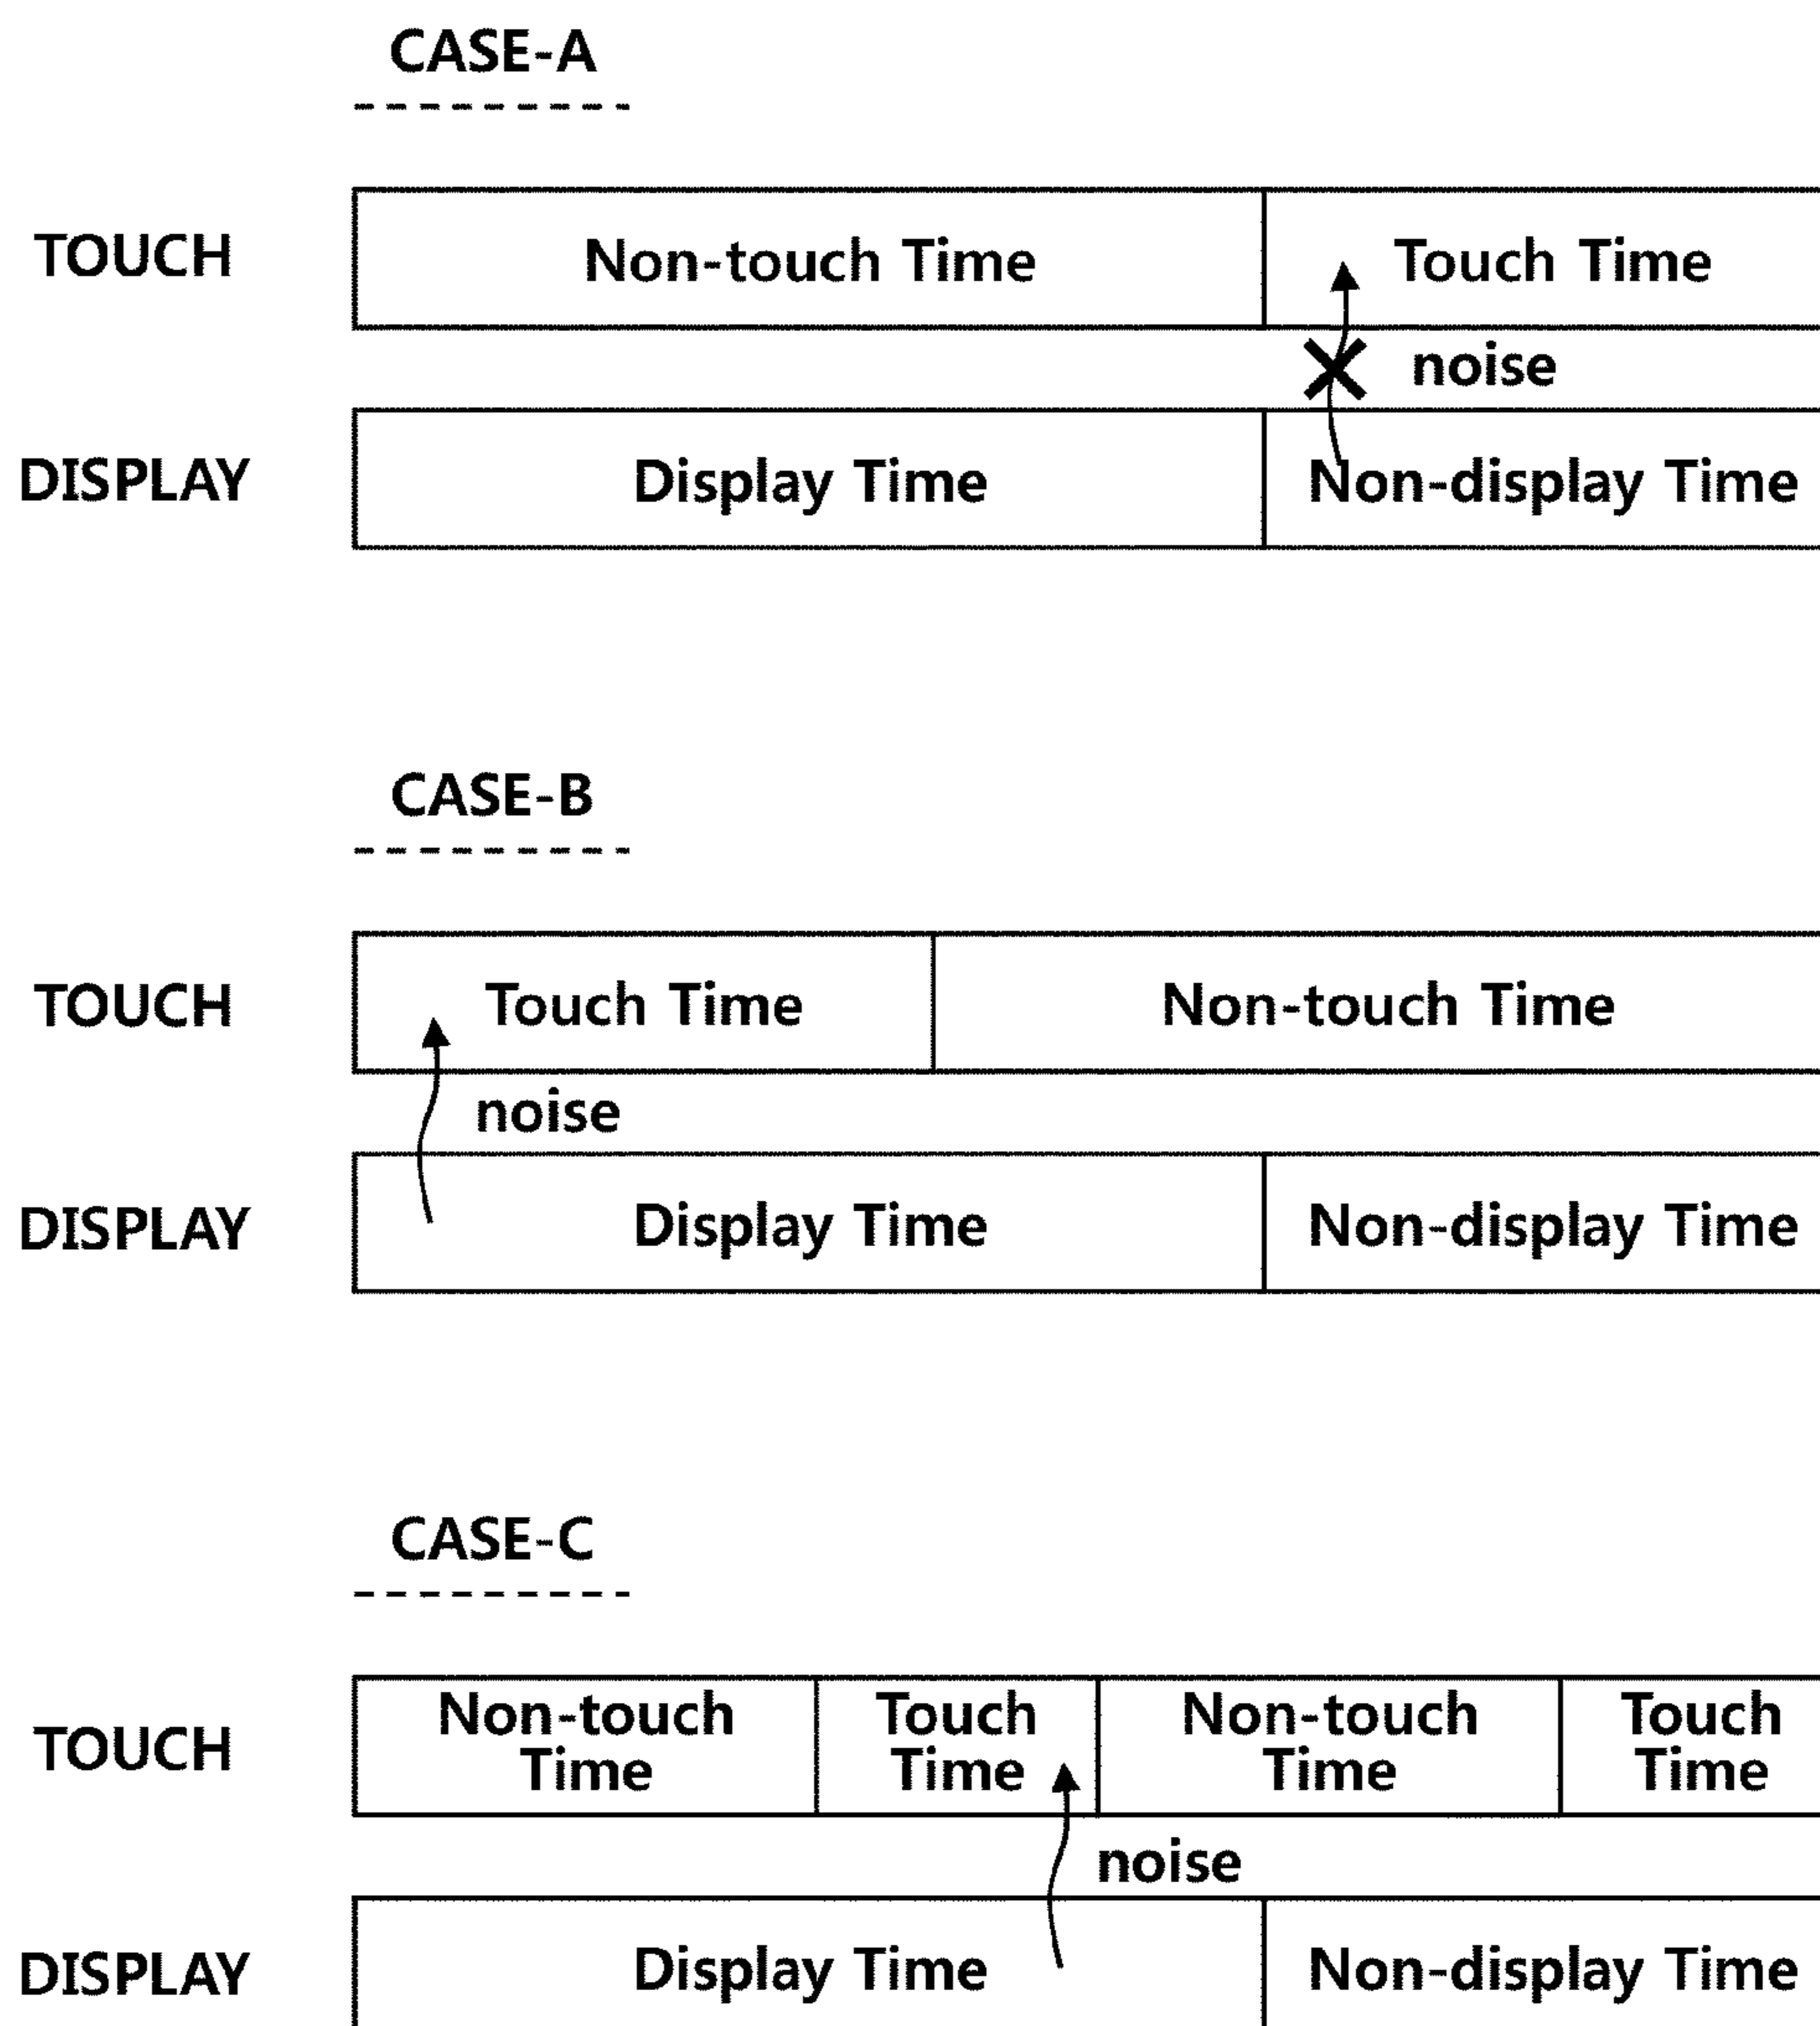 CASE-A
TOUCH
Non-touch Time
Touch Time
noise
DISPLAY
Display Time
Non-display Time
CASE-B
TOUCH
Touch Time
Non-touch Time
noise
DISPLAY
Display Time
Non-display Time
CASE-C
TOUCH
Non-touch
Time
Touch
Time
Non-touch
Time
Touch
Time
noise
DISPLAY
Display Time
Non-display Time